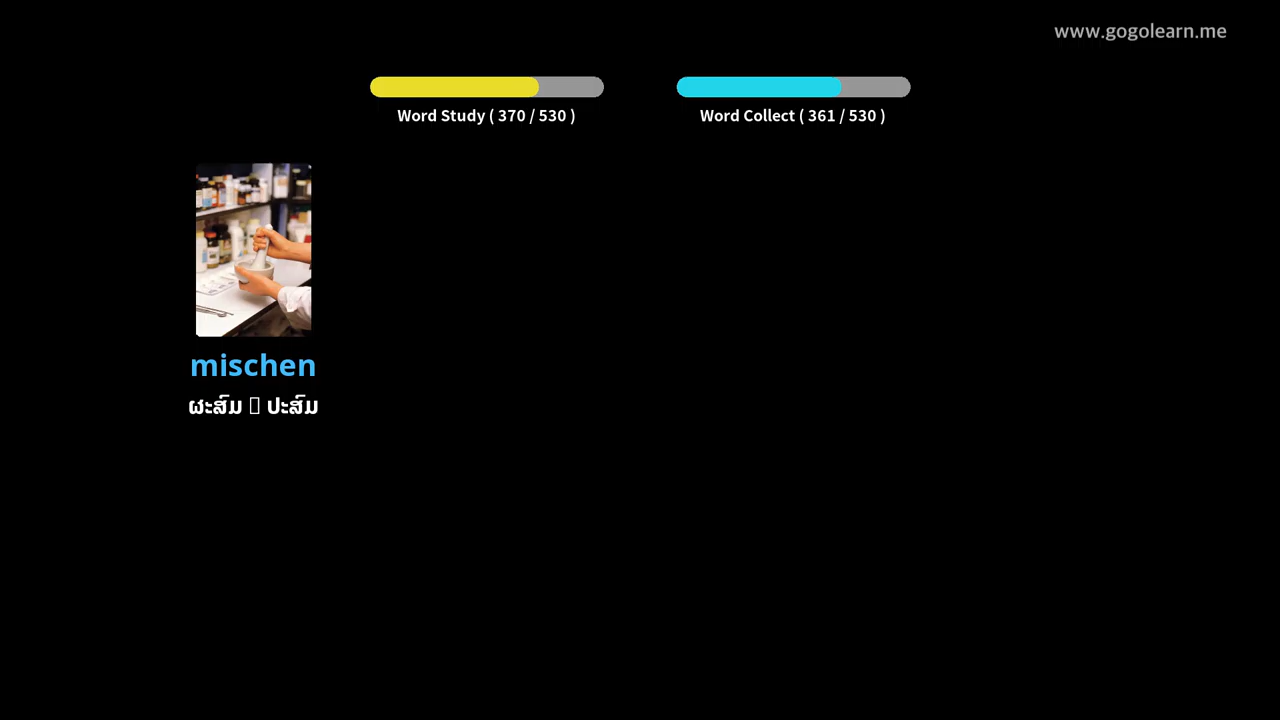 www.gogolearn.me
Word Study ( 370 / 530 )
Word Collect ( 361 / 530 )
mischen
ຜະສົມ ປະສົມ